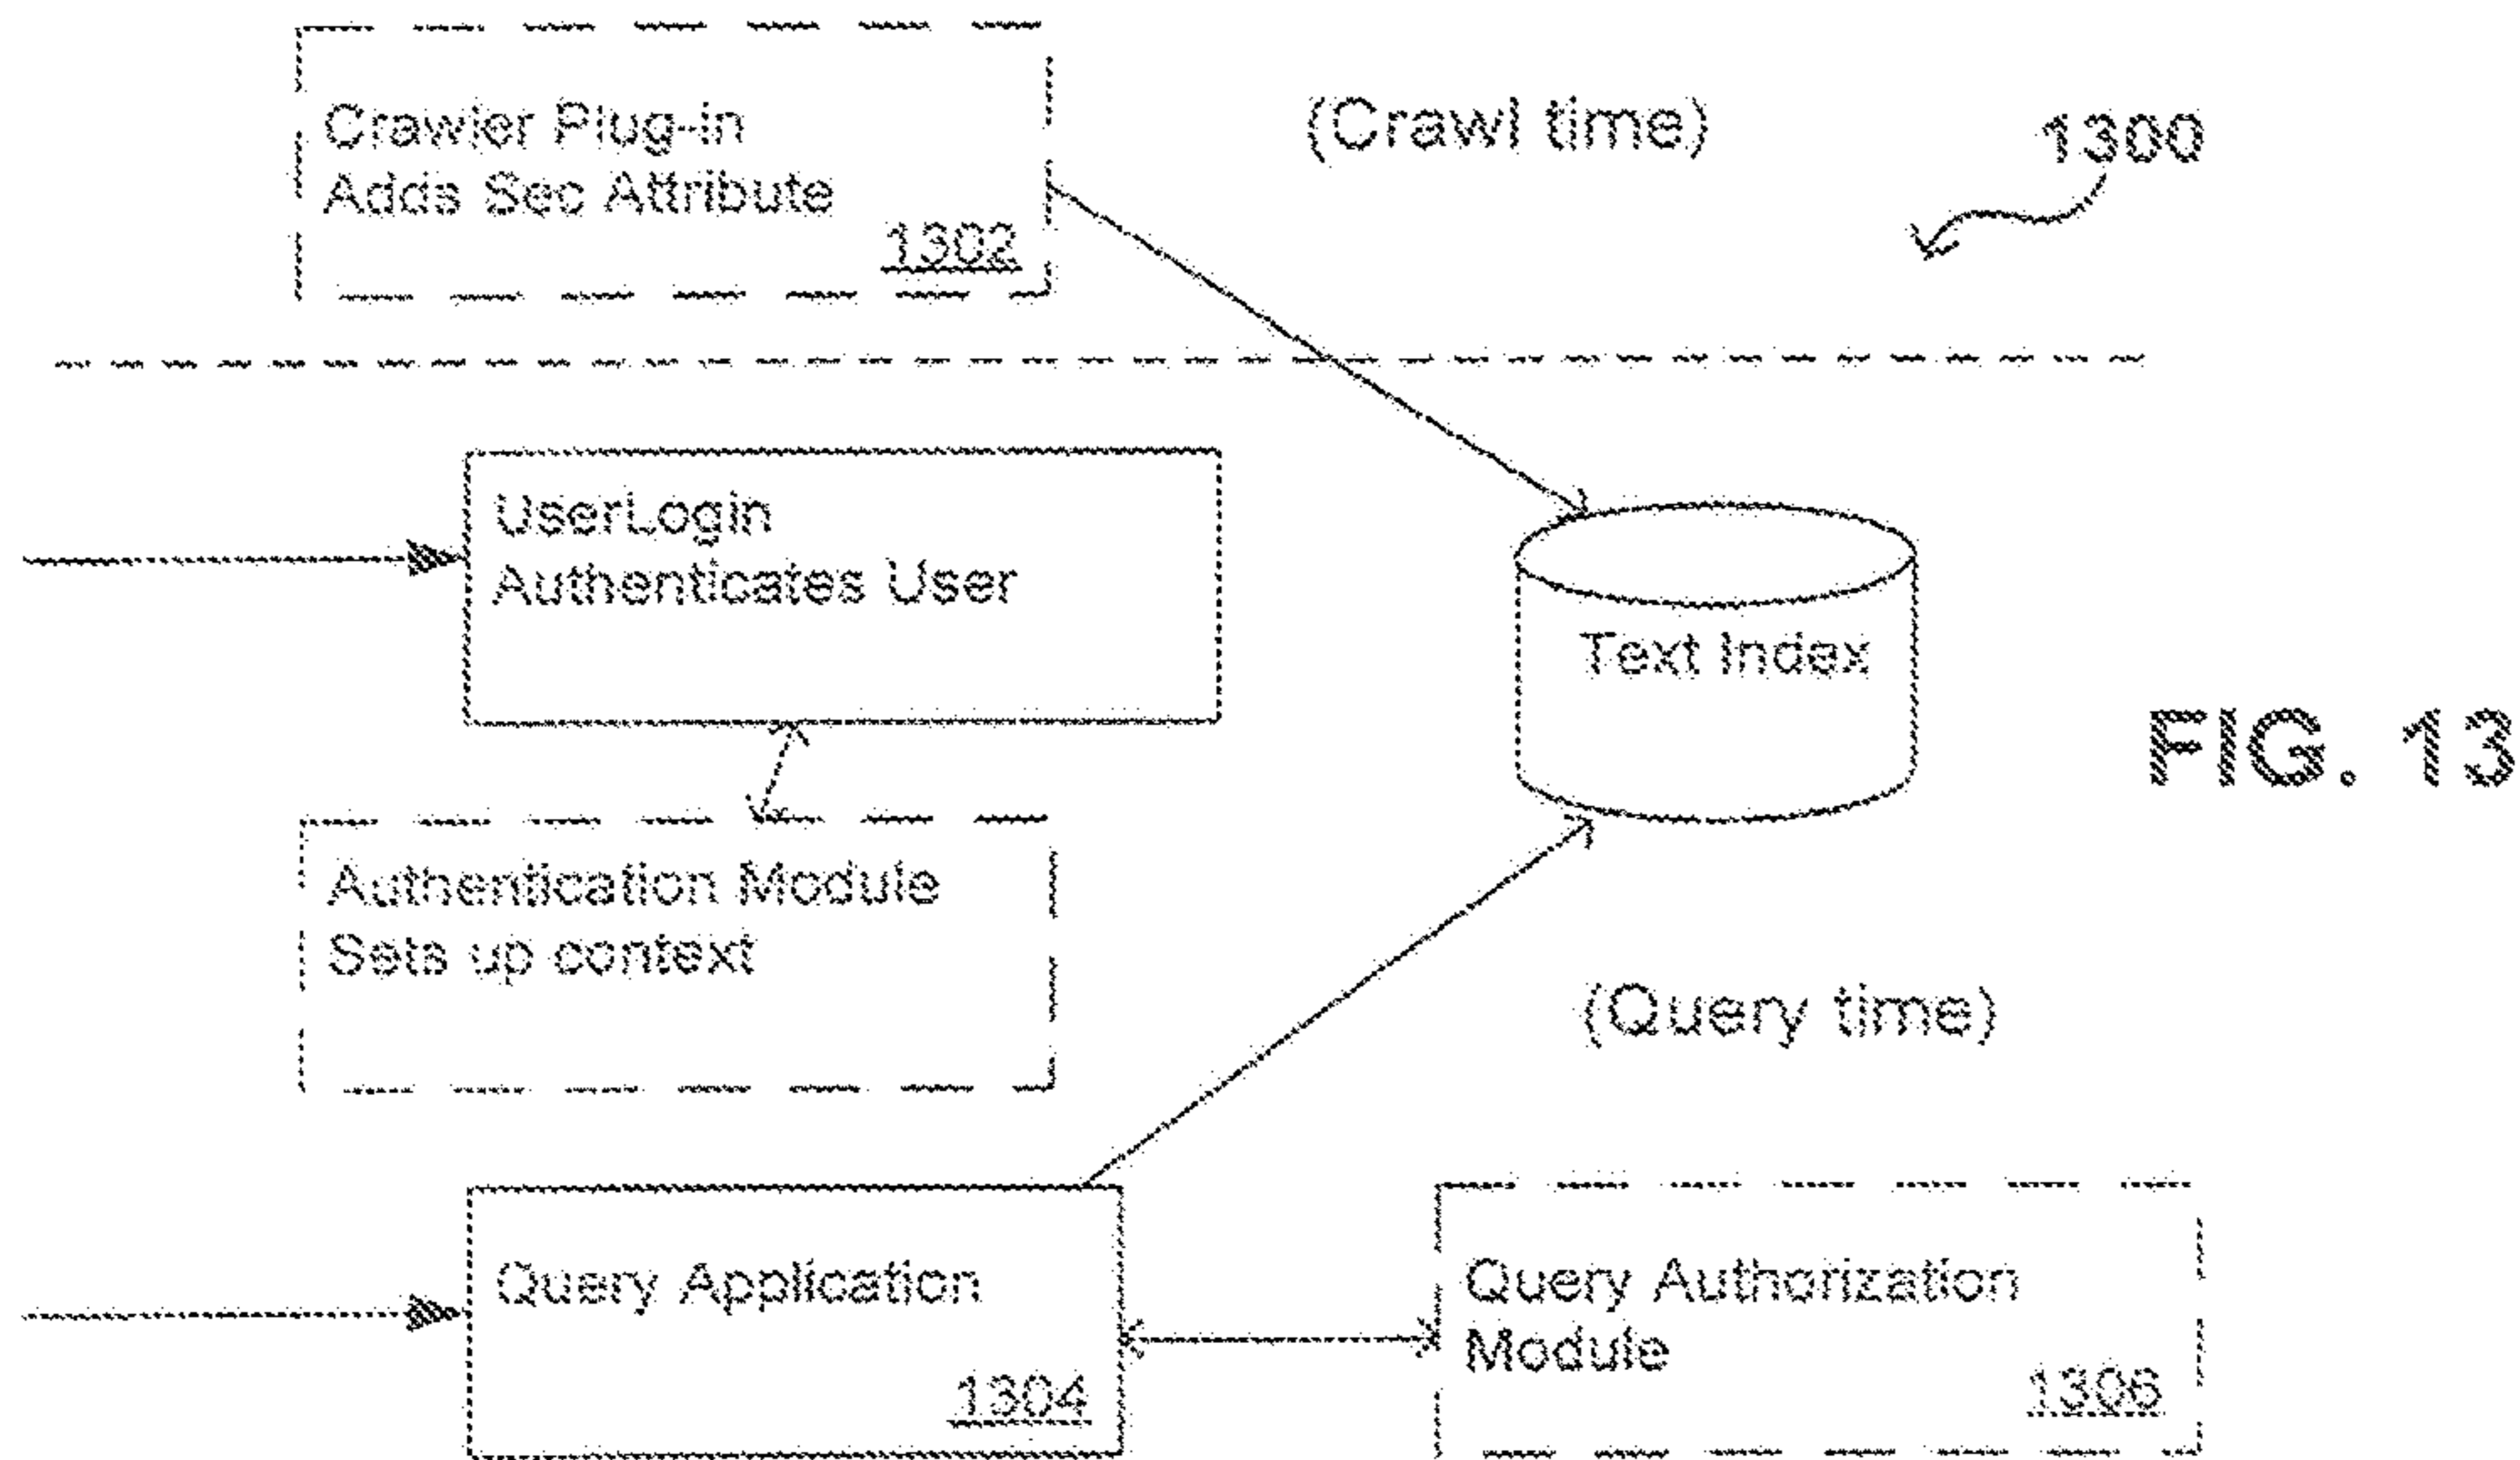 Crawler Plug-in
Adds Sec Attribute
1302
(Crawl time)
1300
UserLogin
Authenticates User
Text Index
FIG. 13
Authentication Module
Sets up context
(Query time)
Query Application
1304
Query Authorization
Module
1306